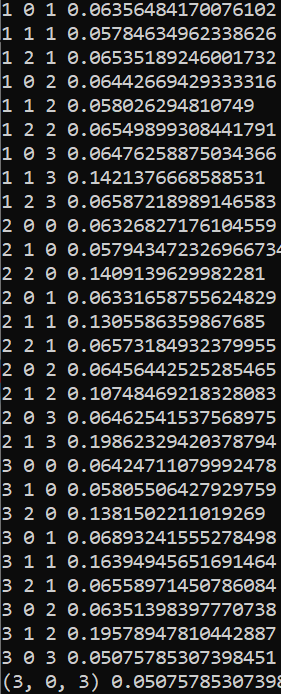 1 0 1 0.06356484170076102
1 1 1 0.05784634962338626
1 2 1 0.06535189246001732
1 0 2 0.06442669429333316
1 1 2 0.058026294810749
1 2 2 0.06549899308441791
1 0 3 0.06476258875034366
1 1 3 0.1421376668588531
1 2 3 0.06587218989146583
2 0 0 0.06326827176104559
2 1 0 0.057943472326966734
2 2 0 0.1409139629982281
2 0 1 0.06331658755624829
2 1 1 0.1305586359867685
2 2 1 0.06573184932379955
2 0 2 0.06456442525285465
2 1 2 0.10748469218328083
2 0 3 0.06462541537568975
2 1 3 0.19862329420378794
3 0 0 0.06424711079992478
3 1 0 0.05805506427929759
3 2 0 0.1381502211019269
3 0 1 0.06893241555278498
3 1 1 0.16394945651691464
3 2 1 0.06558971450786084
3 0 2 0.06351398397770738
3 1 2 0.19578947810442887
3 0 3 0.05075785307398451
(3, 0, 3) 0.0507578530739​8